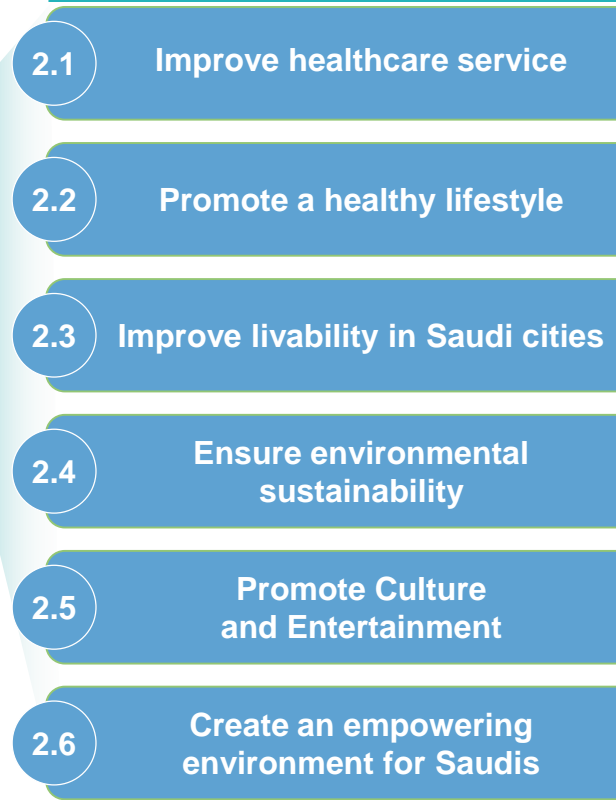 2.1
Improve healthcare service
2.2
Promote a healthy lifestyle
2.3
Improve livability in Saudi cities
2.4
Ensure environmental
sustainability
2.5
Promote Culture
and Entertainment
2.6
Create an empowering
environment for Saudis